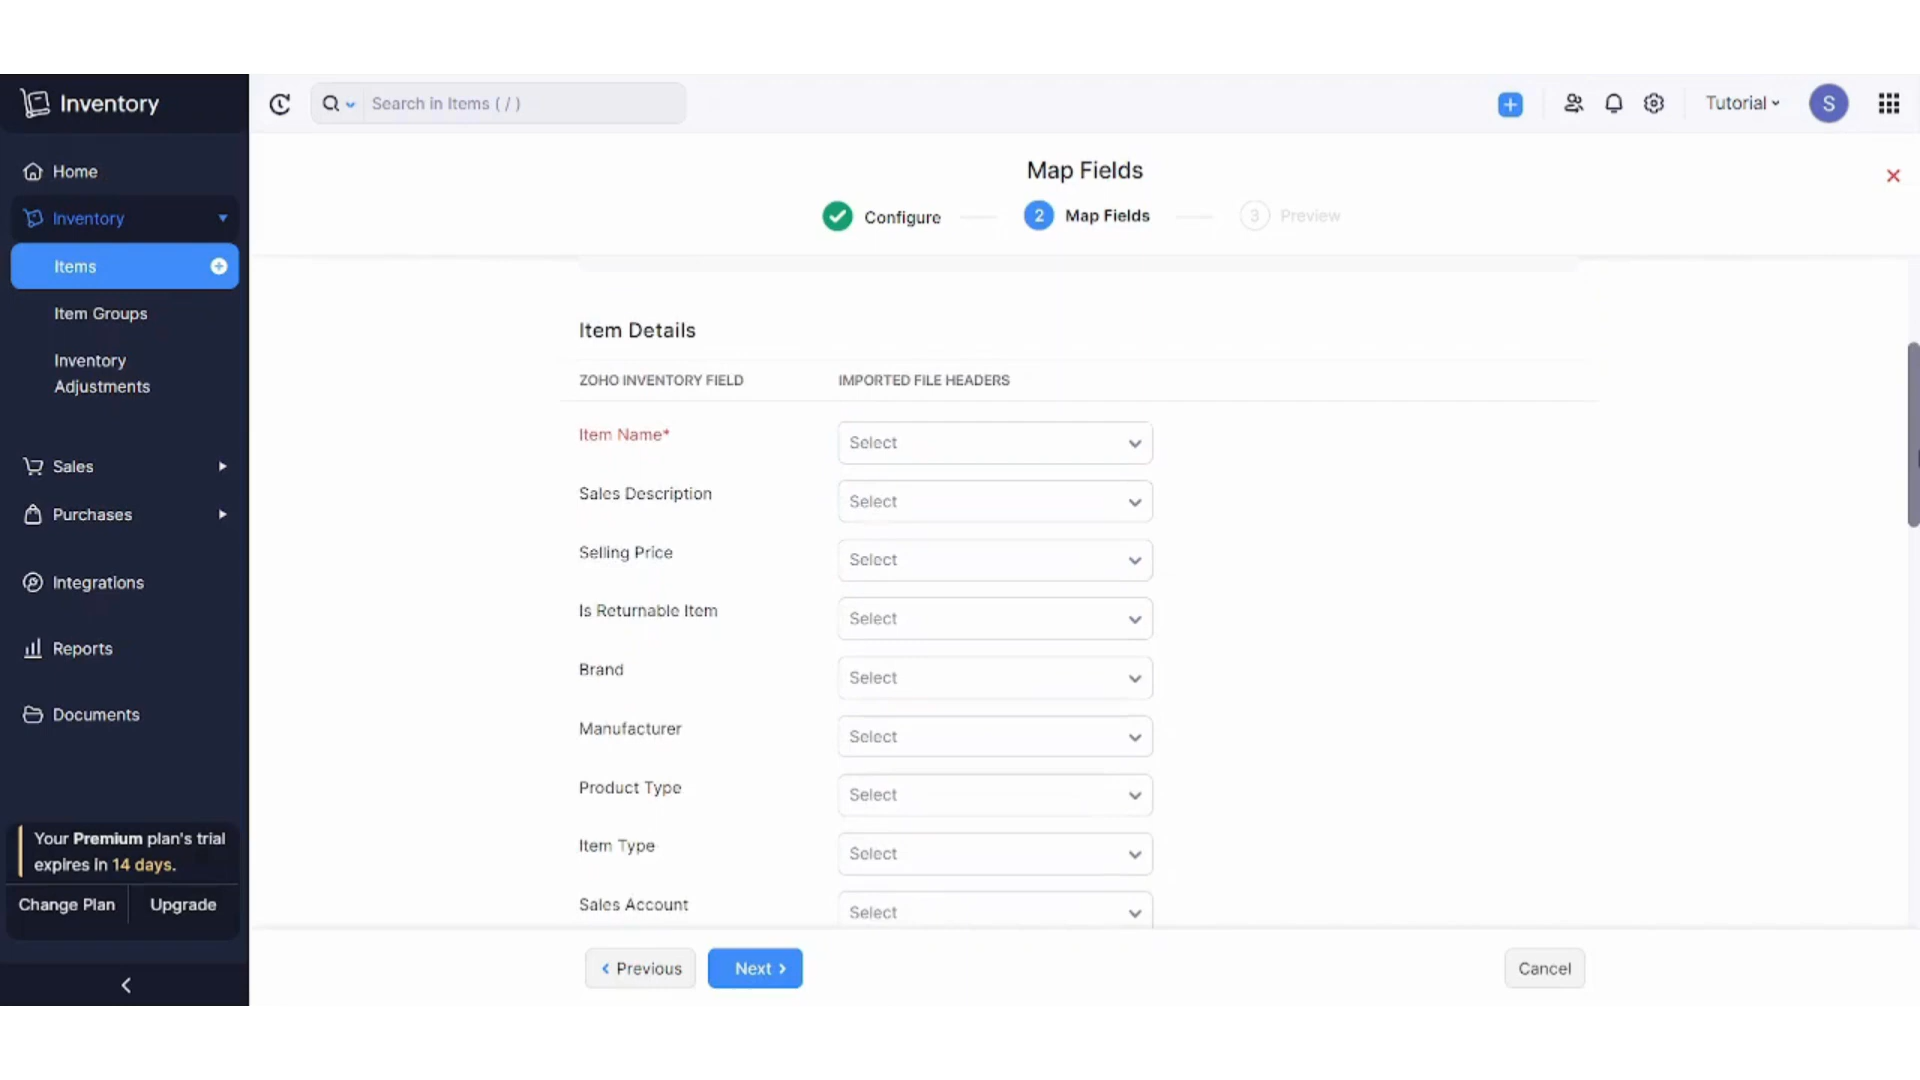 Inventory
Search in Items ( / )
Tutorial
S
Home
Inventory
Items
Item Groups
Inventory
Adjustments
Sales
Purchases
Integrations
Reports
Documents
Your Premium plan's trial
expires in 14 days.
Change Plan
Upgrade
Map Fields
Configure
2 Map Fields
3 Preview
Item Details
ZOHO INVENTORY FIELD IMPORTED FILE HEADERS
Item Name* Select
Sales Description Select
Selling Price Select
Is Returnable Item Select
Brand Select
Manufacturer Select
Product Type Select
Item Type Select
Sales Account Select
Previous
Next
Cancel